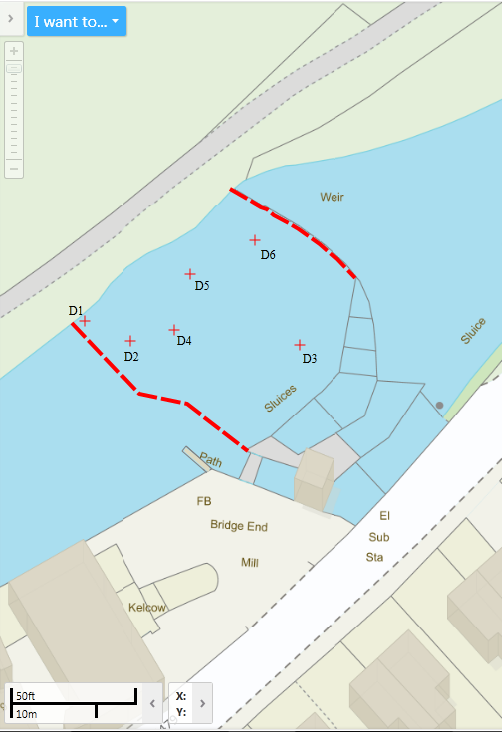 I want to...
Weir
D6
D5
D1
D4
D2
D3
Sluice
Sluices
Path
FB
Bridge End
Mill
El
Sub
Sta
Kelcow
50ft
10m
X:
Y: